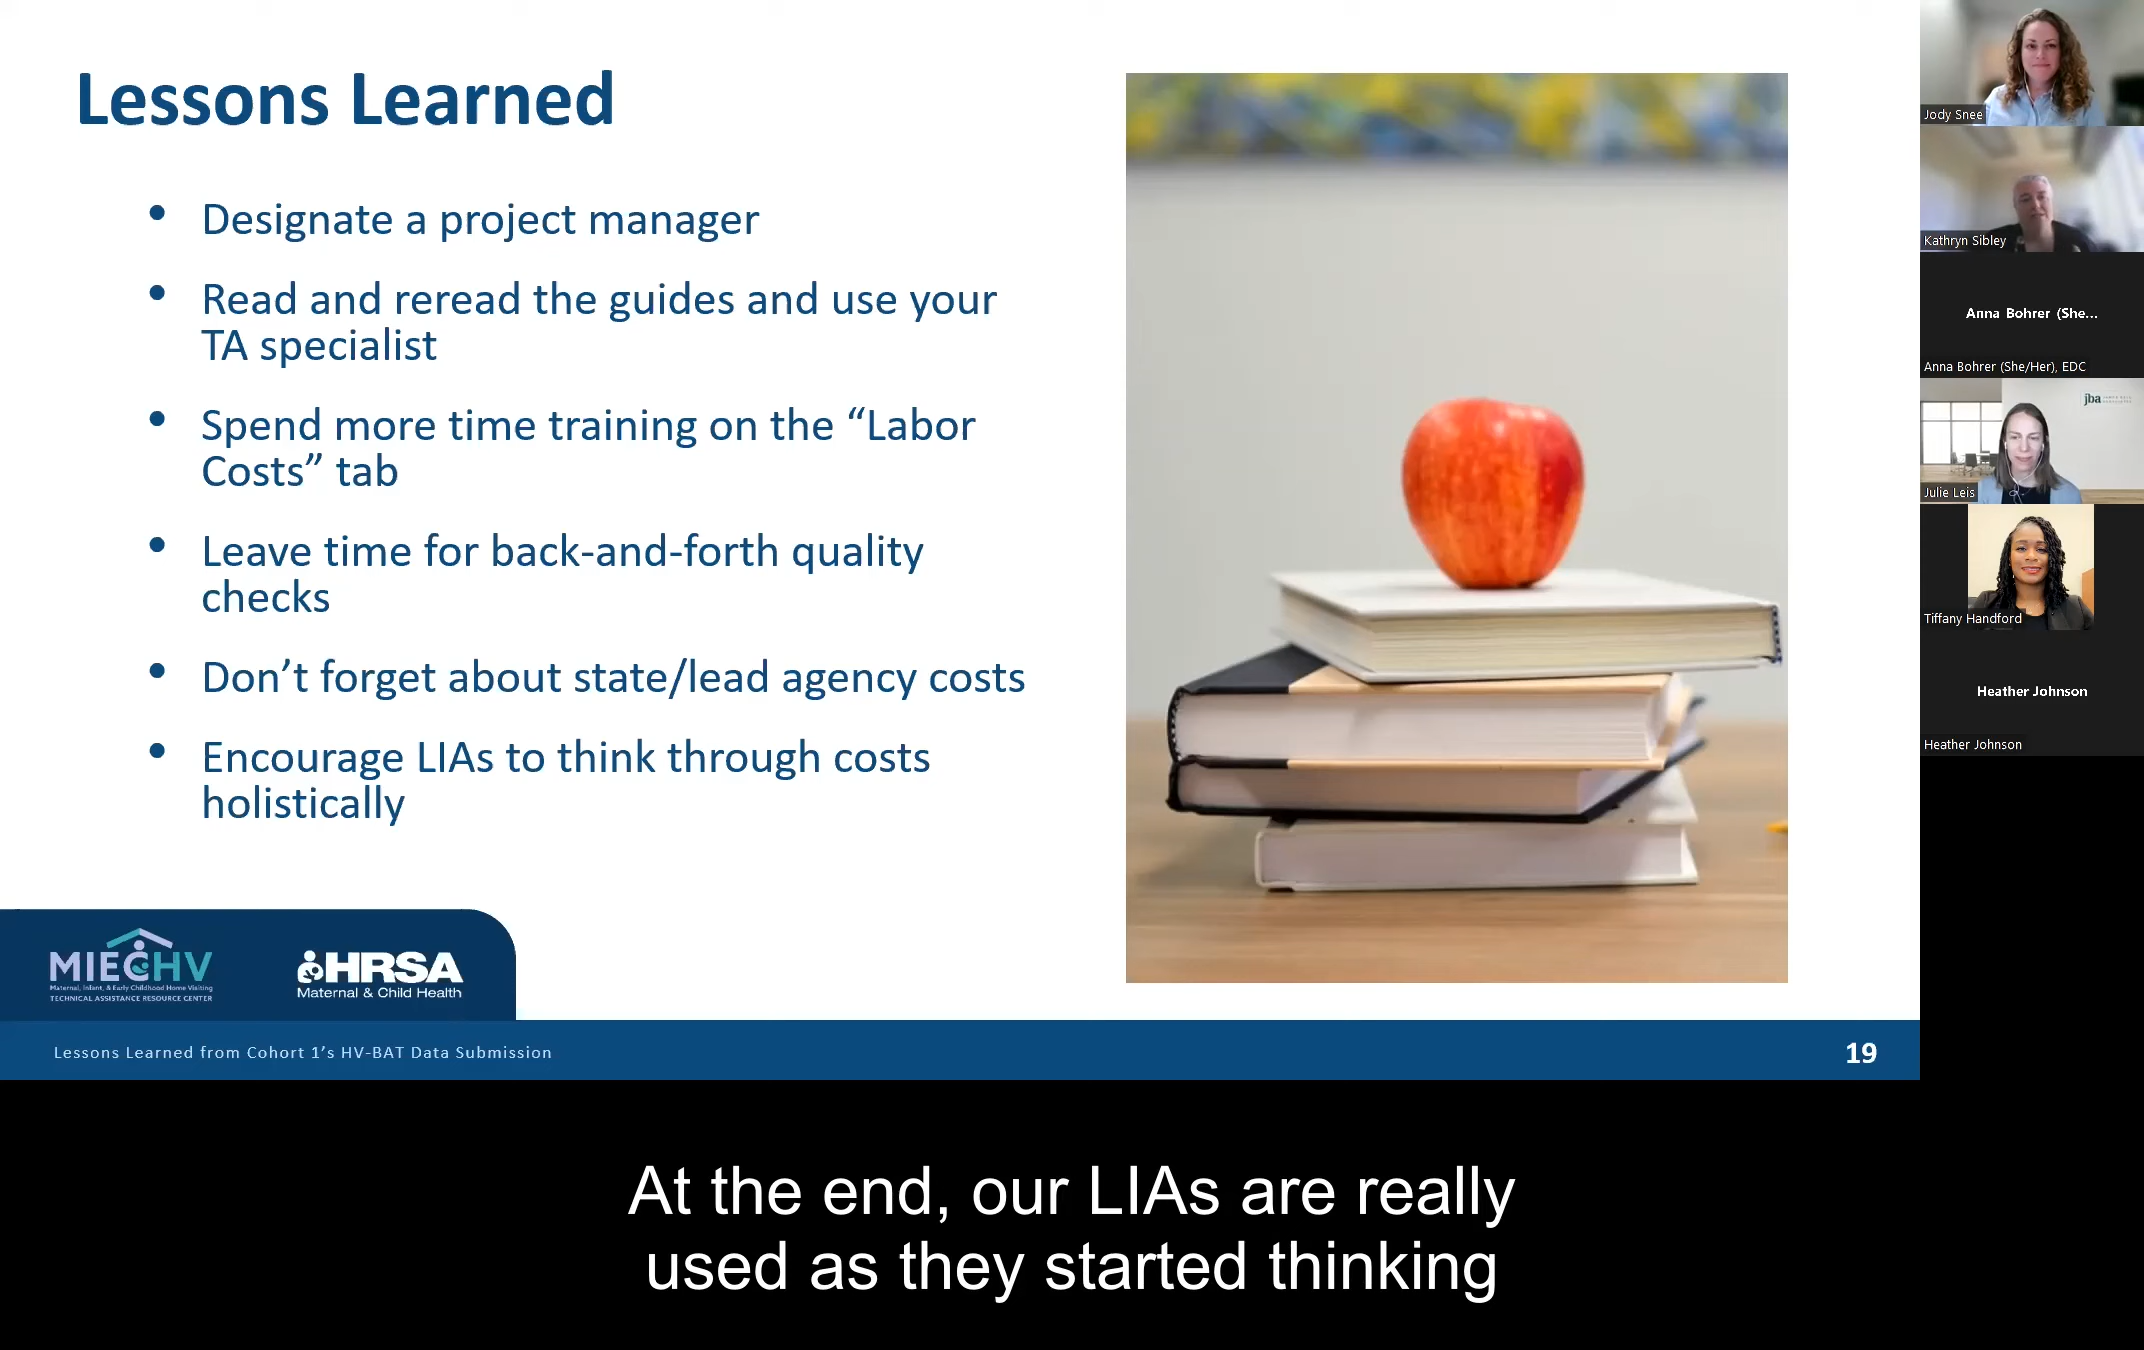 Lessons Learned
• Designate a project manager
• Read and reread the guides and use your
TA specialist
• Spend more time training on the “Labor
Costs” tab
• Leave time for back-and-forth quality
checks
• Don’t forget about state/lead agency costs
• Encourage LIAs to think through costs
holistically
MIECHV
Maternal, Infant, & Early Childhood Home Visiting
TECHNICAL ASSISTANCE RESOURCE CENTER
HRSA
Maternal & Child Health
Lessons Learned from Cohort 1’s HV-BAT Data Submission
19
Jody Snee
Kathryn Sibley
Anna Bohrer (She...
Anna Bohrer (She/Her), EDC
jba
Julie Leis
Tiffany Handford
Heather Johnson
Heather Johnson
At the end, our LIAs are really
used as they started thinking